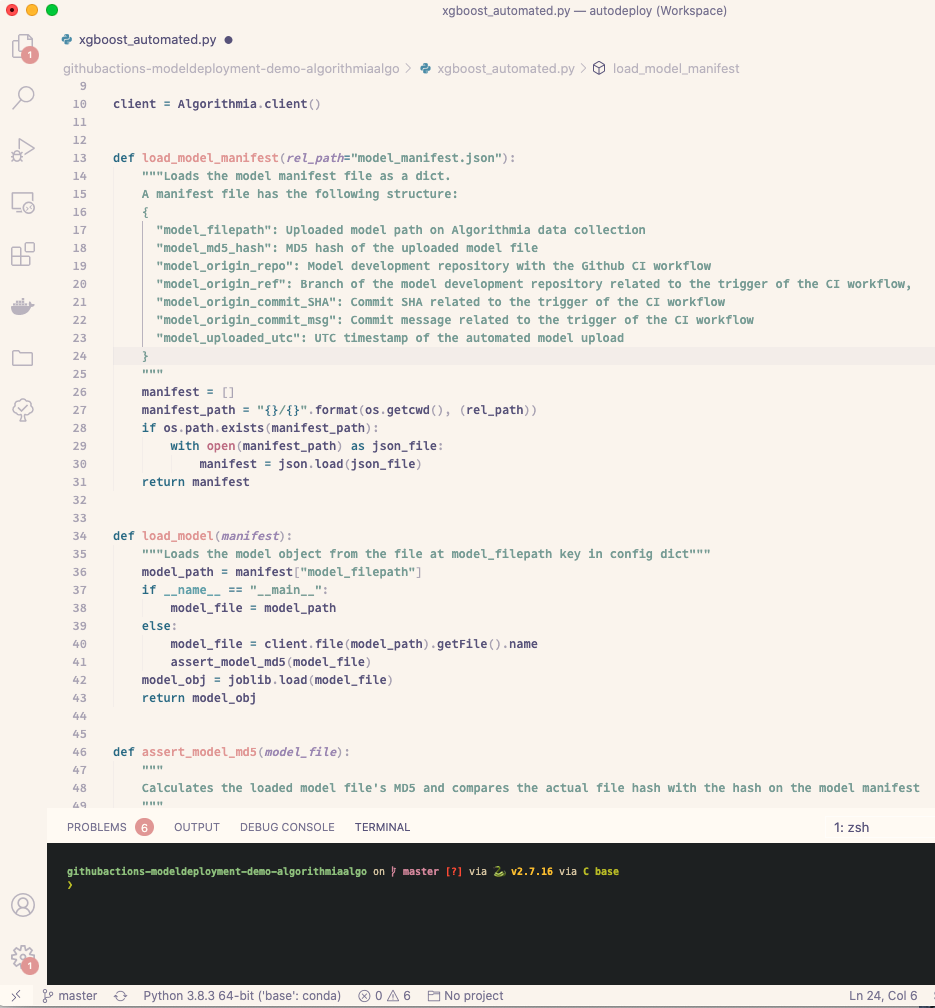 xgboost_automated.py — autodeploy (Workspace)
xgboost_automated.py ●
githubactions-modeldeployment-demo-algorithmiaalgo > xgboost_automated.py > load_model_manifest
1
9
10 client = Algorithmia.client()
11
12
13 def load_model_manifest(rel_path="model_manifest.json"):
14     """Loads the model manifest file as a dict.
15     A manifest file has the following structure:
16     {
17       "model_filepath": Uploaded model path on Algorithmia data collection
18       "model_md5_hash": MD5 hash of the uploaded model file
19       "model_origin_repo": Model development repository with the Github CI workflow
20       "model_origin_ref": Branch of the model development repository related to the trigger of the CI workflow,
21       "model_origin_commit_SHA": Commit SHA related to the trigger of the CI workflow
22       "model_origin_commit_msg": Commit message related to the trigger of the CI workflow
23       "model_uploaded_utc": UTC timestamp of the automated model upload
24     }
25     """
26     manifest = []
27     manifest_path = "{}/{}".format(os.getcwd(), (rel_path))
28     if os.path.exists(manifest_path):
29         with open(manifest_path) as json_file:
30             manifest = json.load(json_file)
31     return manifest
32
33
34 def load_model(manifest):
35     """Loads the model object from the file at model_filepath key in config dict"""
36     model_path = manifest["model_filepath"]
37     if __name__ == "__main__":
38         model_file = model_path
39     else:
40         model_file = client.file(model_path).getFile().name
41         assert_model_md5(model_file)
42     model_obj = joblib.load(model_file)
43     return model_obj
44
45
46 def assert_model_md5(model_file):
47     """
48     Calculates the loaded model file's MD5 and compares the actual file hash with the hash on the model manifest
49     """
PROBLEMS 6 OUTPUT DEBUG CONSOLE TERMINAL 1: zsh
githubactions-modeldeployment-demo-algorithmiaalgo on master [?] via v2.7.16 via C base
❯
1
master Python 3.8.3 64-bit ('base': conda) 0 6 No project Ln 24, Col 6